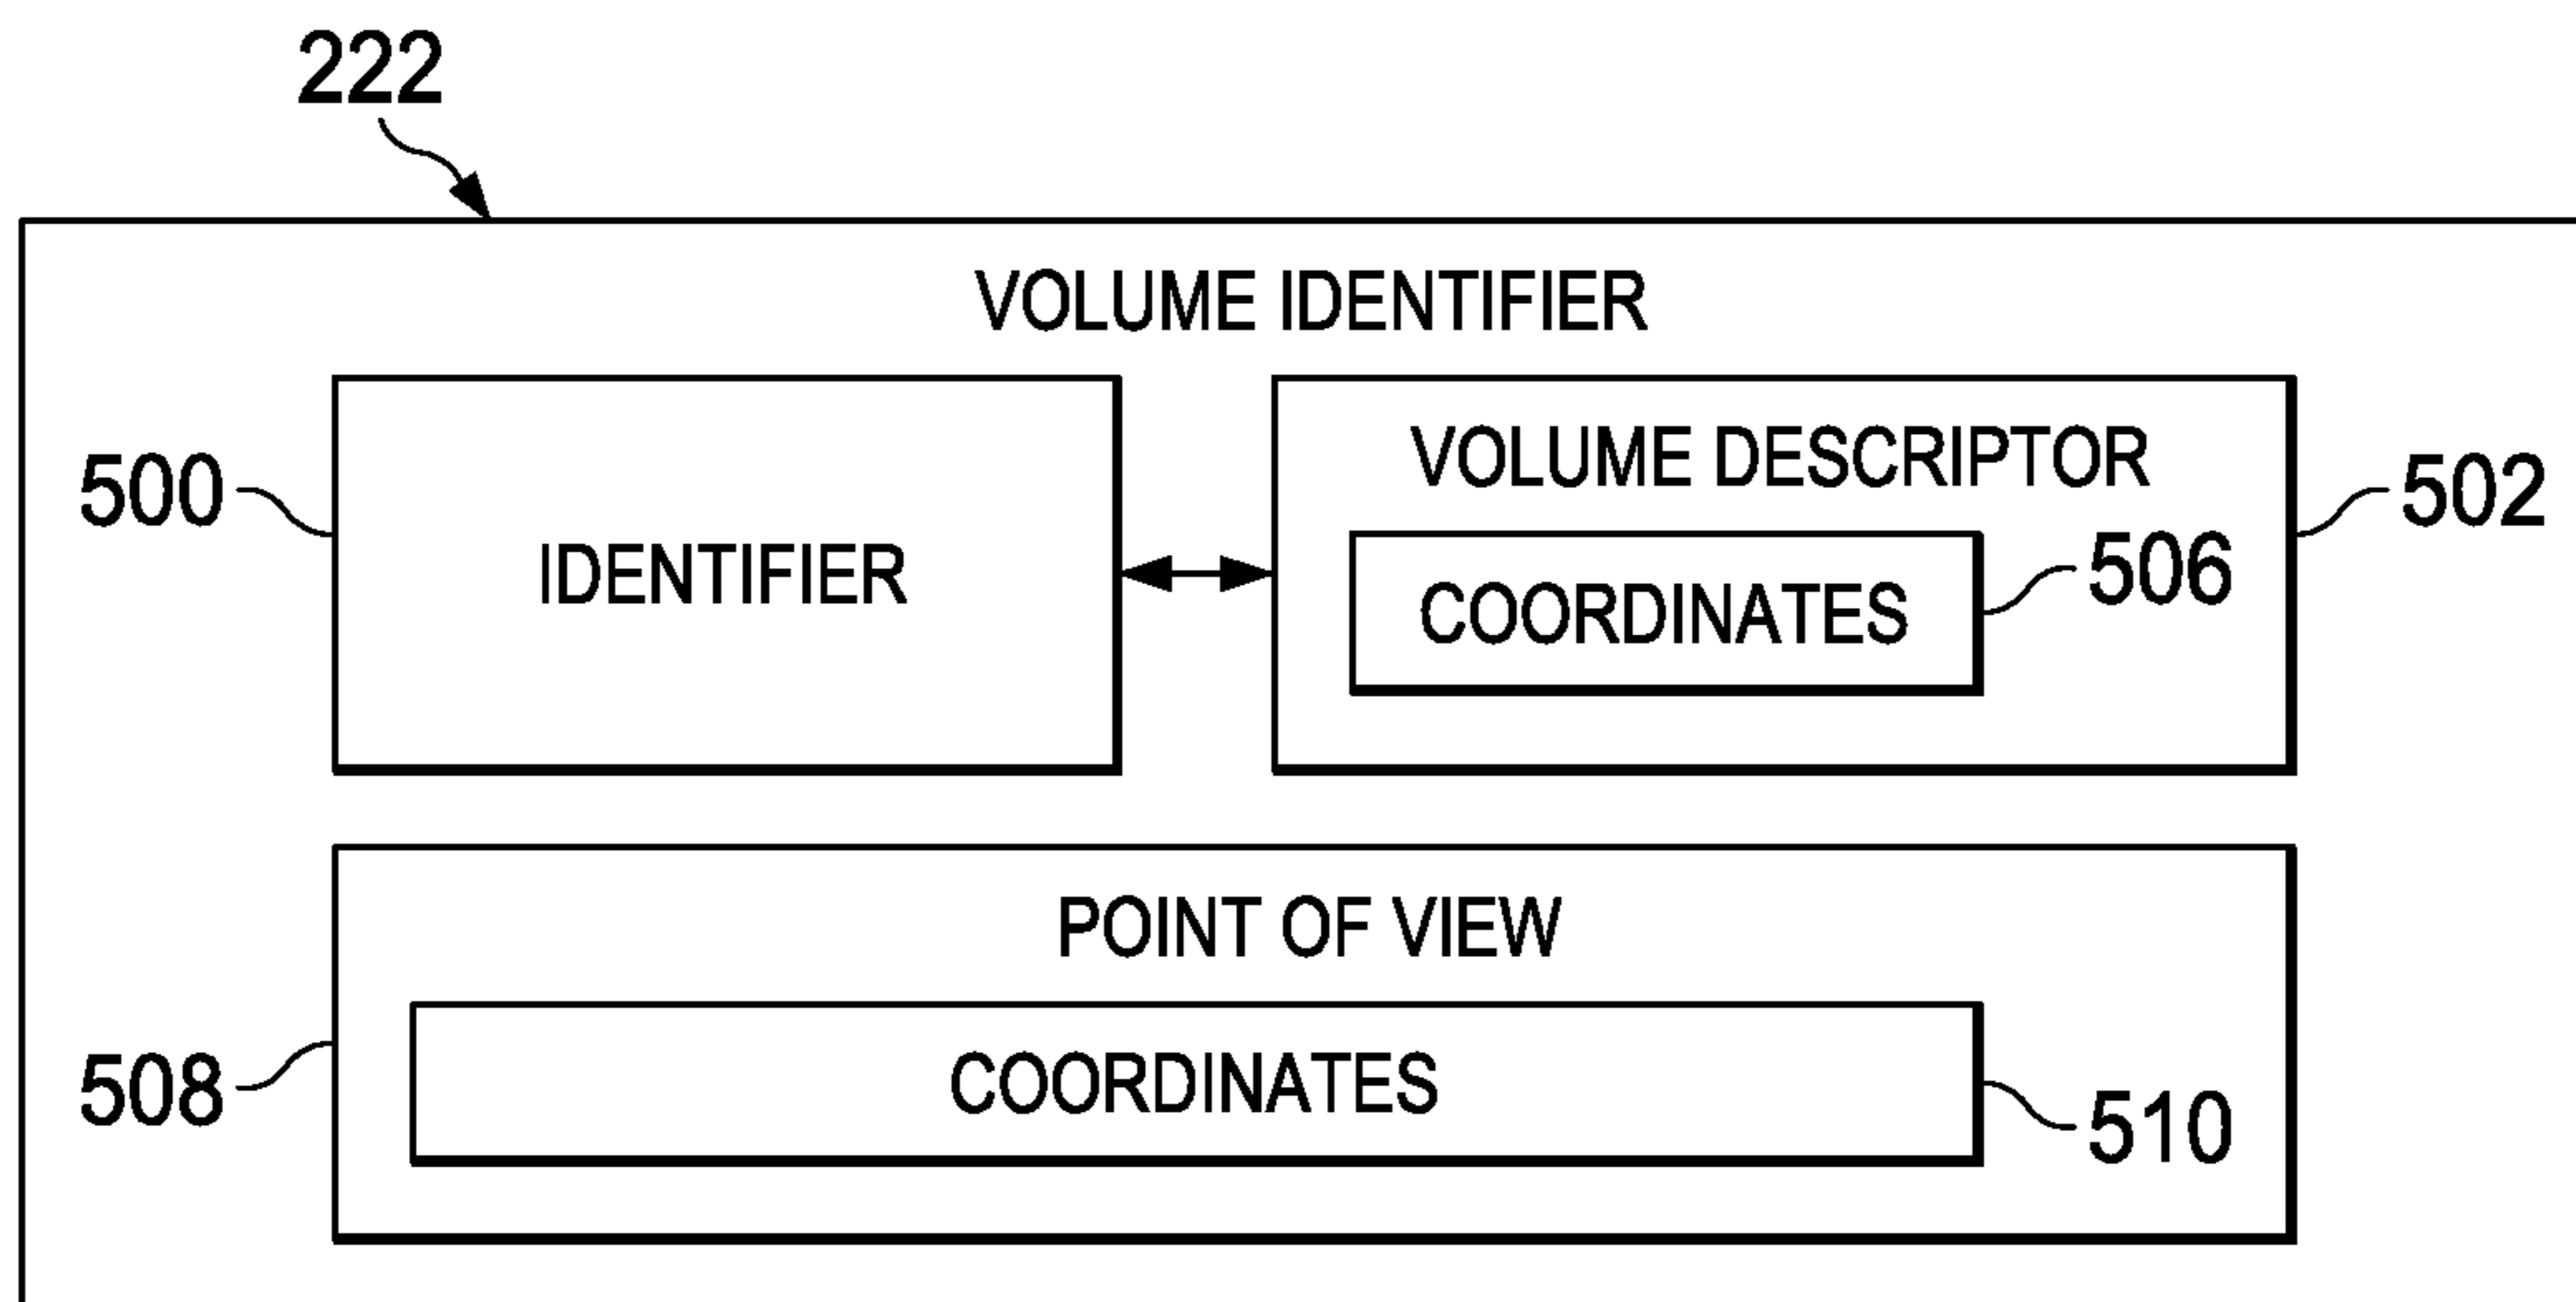 222
VOLUME IDENTIFIER
500
IDENTIFIER
VOLUME DESCRIPTOR
502
COORDINATES
506
POINT OF VIEW
508
COORDINATES
510